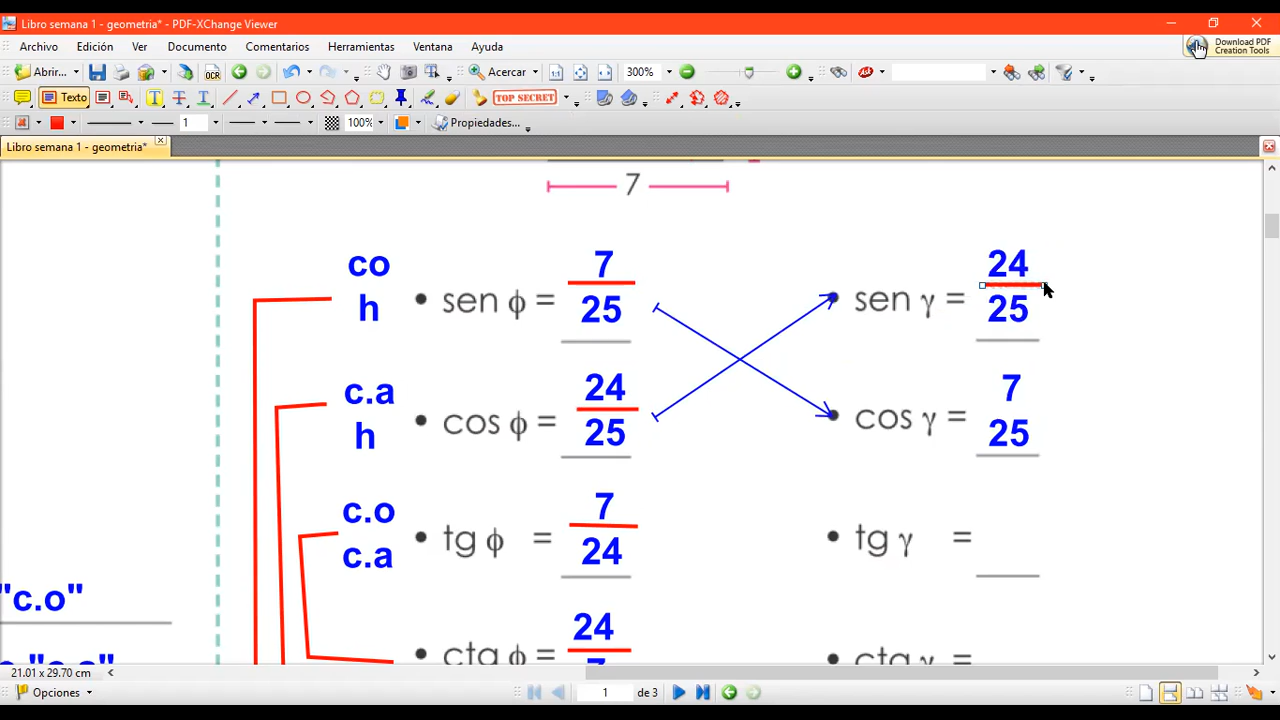 Libro semana 1 - geometria* - PDF-XChange Viewer
Archivo Edición Ver Documento Comentarios Herramientas Ventana Ayuda
Download PDF
Creation Tools
Abrir... OCR Acercar 1:1 300%
Texto T T T TOP SECRET
1 100% Propiedades...
Libro semana 1 - geometria*
7
co
h
• sen ϕ = 7
25
• sen γ = 24
25
c.a
h
• cos ϕ = 24
25
• cos γ = 7
25
c.o
c.a
• tg ϕ = 7
24
• tg γ =
"c.o"
• ctg ϕ = 24
7
• ctg γ =
21.01 x 29.70 cm
Opciones 1 de 3